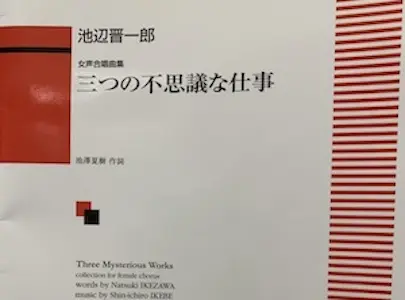 池辺晋一郎
女声合唱曲集
三つの不思議な仕事
池澤夏樹 作詞
Three Mysterious Works
collection for female chorus
words by Natsuki IKEZAWA
music by Shin-ichiro IKEBE